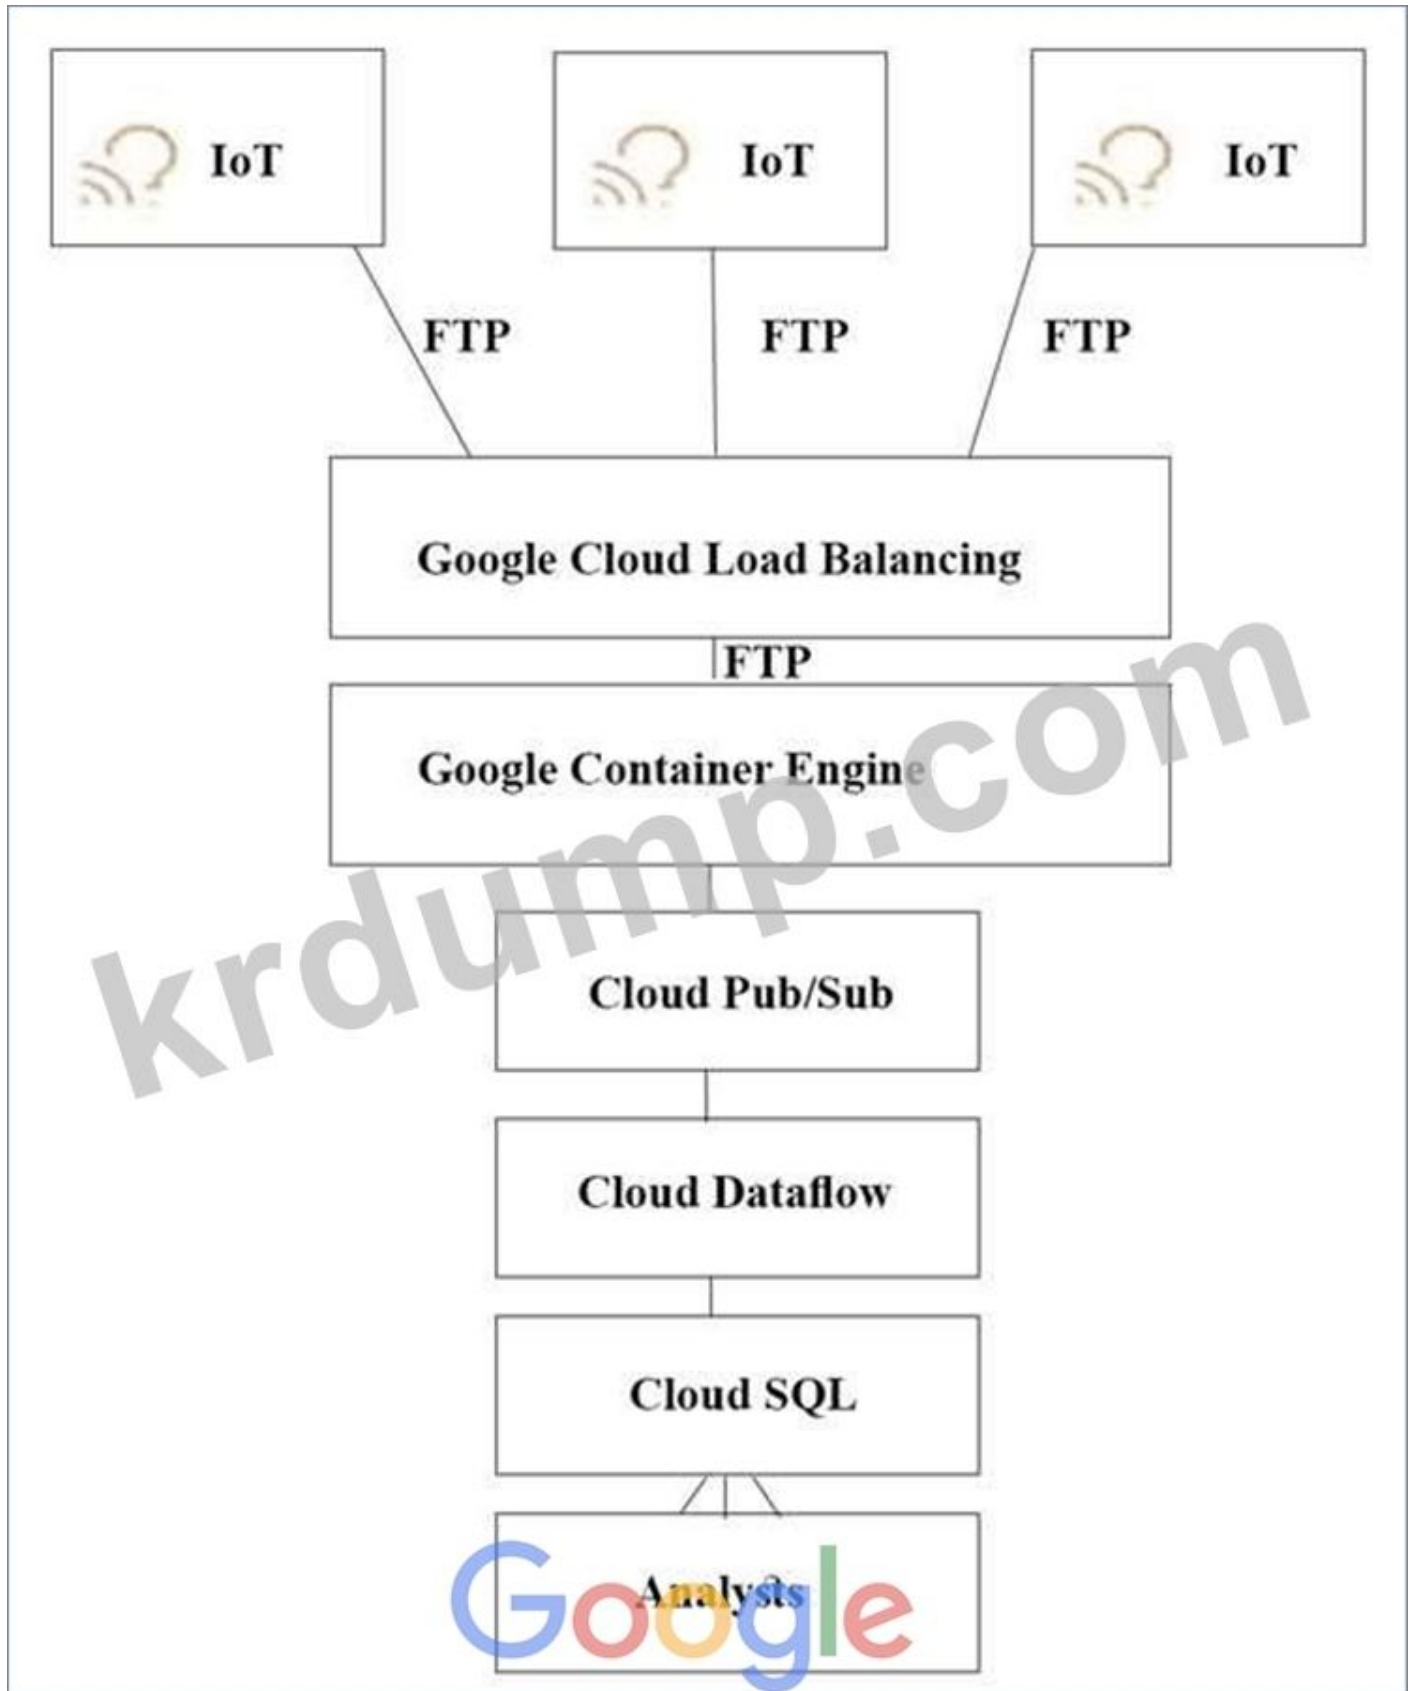 IoT IoT IoT
FTP FTP FTP
Google Cloud Load Balancing
FTP
Google Container Engine
krdump.com
Cloud Pub/Sub
Cloud Dataflow
Cloud SQL
Analysts
Google